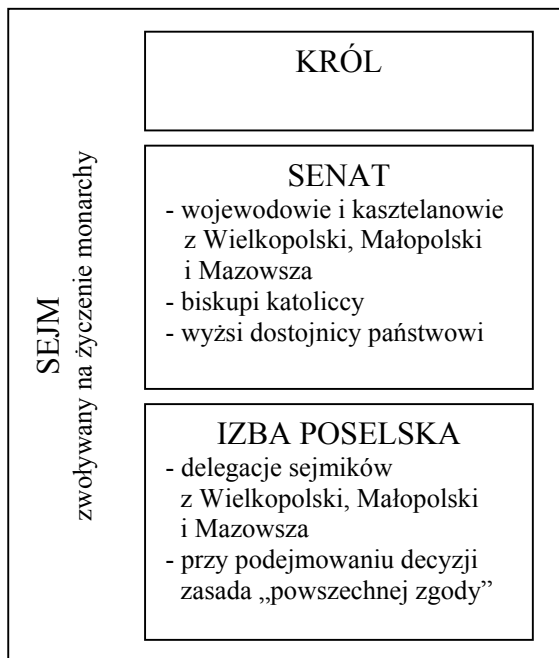 SEJM
zwoływany na życzenie monarchy
KRÓL
SENAT
- wojewodowie i kasztelanowie
z Wielkopolski, Małopolski
i Mazowsza
- biskupi katoliccy
- wyżsi dostojnicy państwowi
IZBA POSELSKA
- delegacje sejmików
z Wielkopolski, Małopolski
i Mazowsza
- przy podejmowaniu decyzji
zasada „powszechnej zgody”